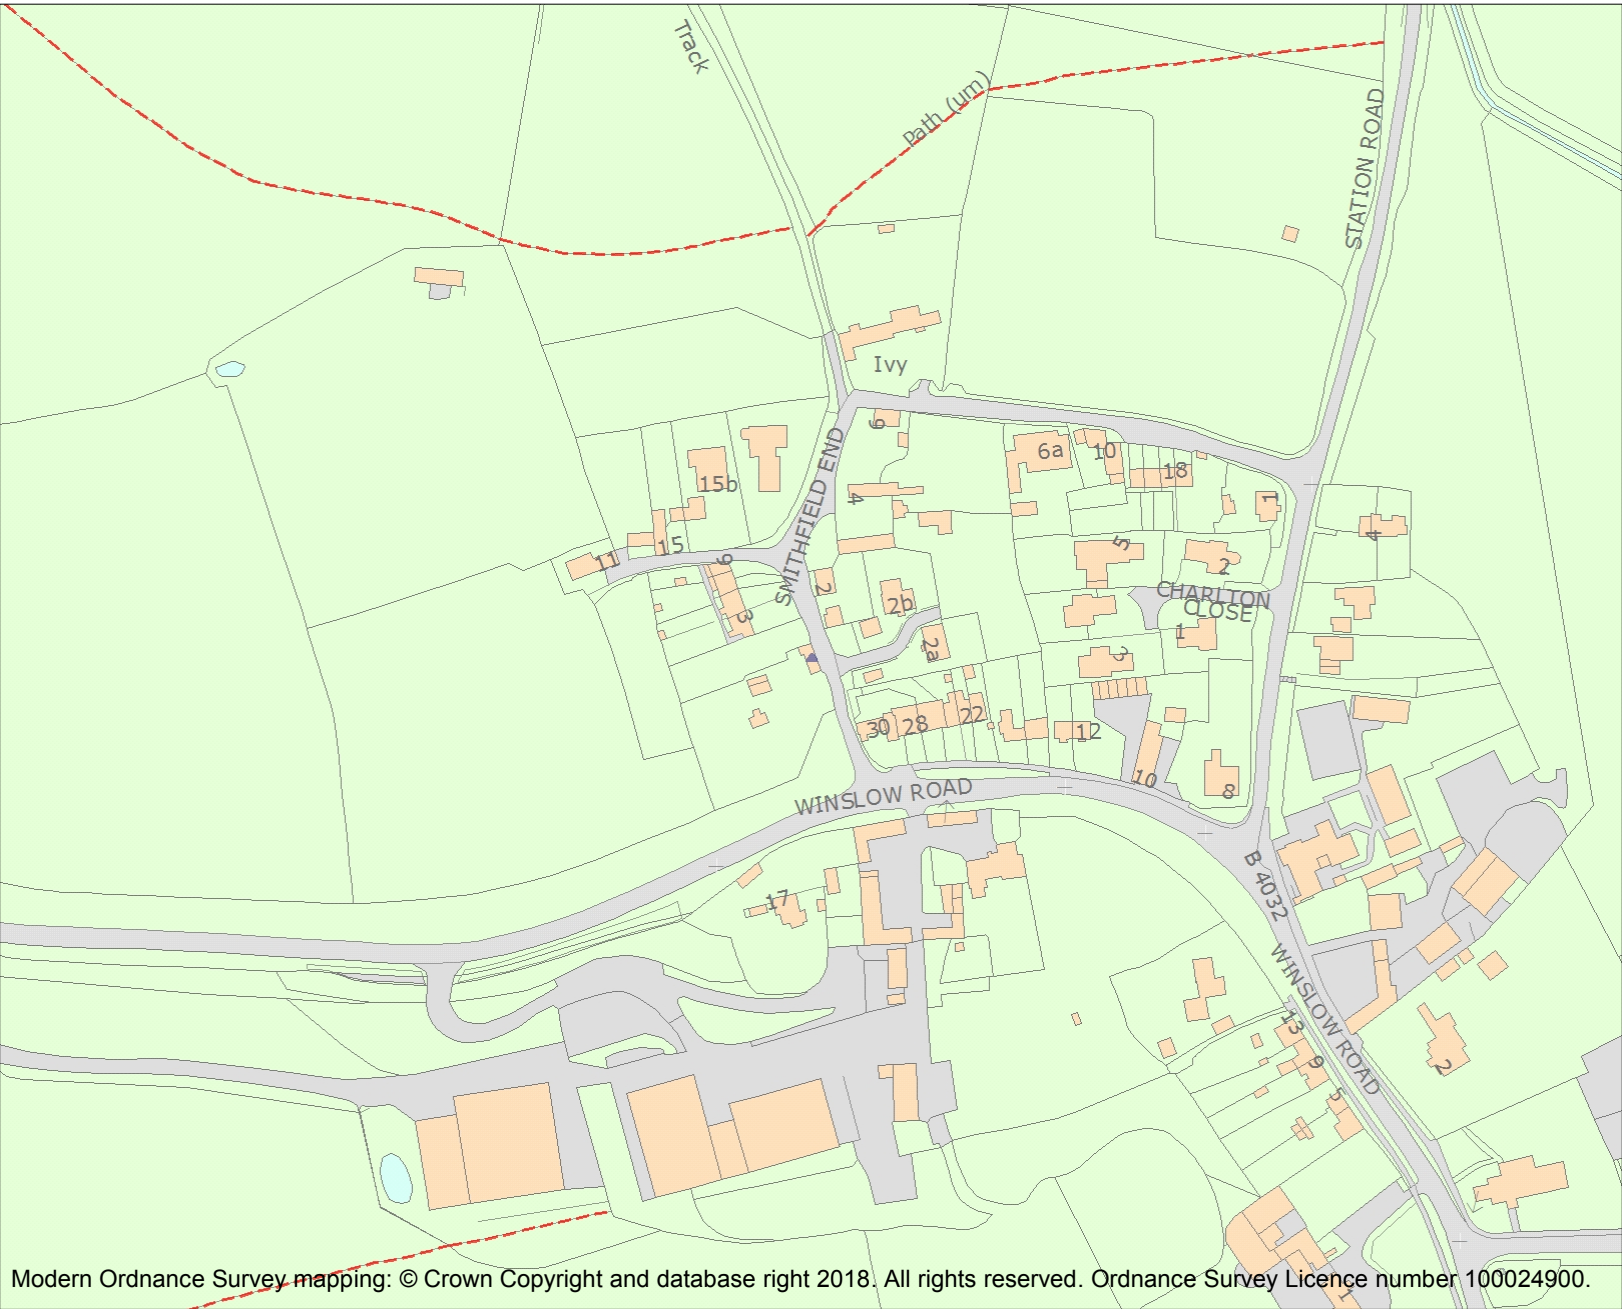 Track
Path (um)
STATION ROAD
Ivy
9
6a
10
18
1
15b
4
4
SMITHFIELD END
15
11
9
5
2
2
CHARLTON
CLOSE
2b
3
1
2a
3
22
28
30
12
10
8
WINSLOW ROAD
B 4032
17
WINSLOW ROAD
13
9
2
5
1
Modern Ordnance Survey mapping: © Crown Copyright and database right 2018. All rights reserved. Ordnance Survey Licence number 100024900.